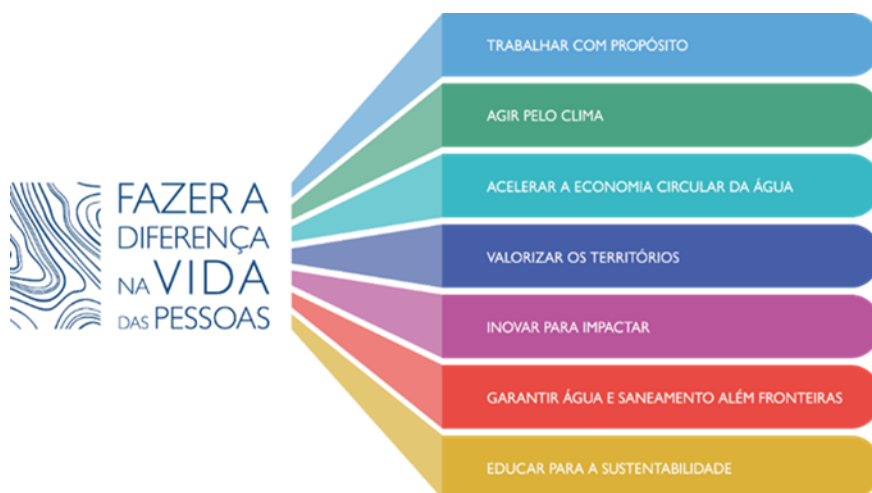 FAZER A
DIFERENÇA
NA VIDA
DAS PESSOAS
TRABALHAR COM PROPÓSITO
AGIR PELO CLIMA
ACELERAR A ECONOMIA CIRCULAR DA ÁGUA
VALORIZAR OS TERRITÓRIOS
INOVAR PARA IMPACTAR
GARANTIR ÁGUA E SANEAMENTO ALÉM FRONTEIRAS
EDUCAR PARA A SUSTENTABILIDADE